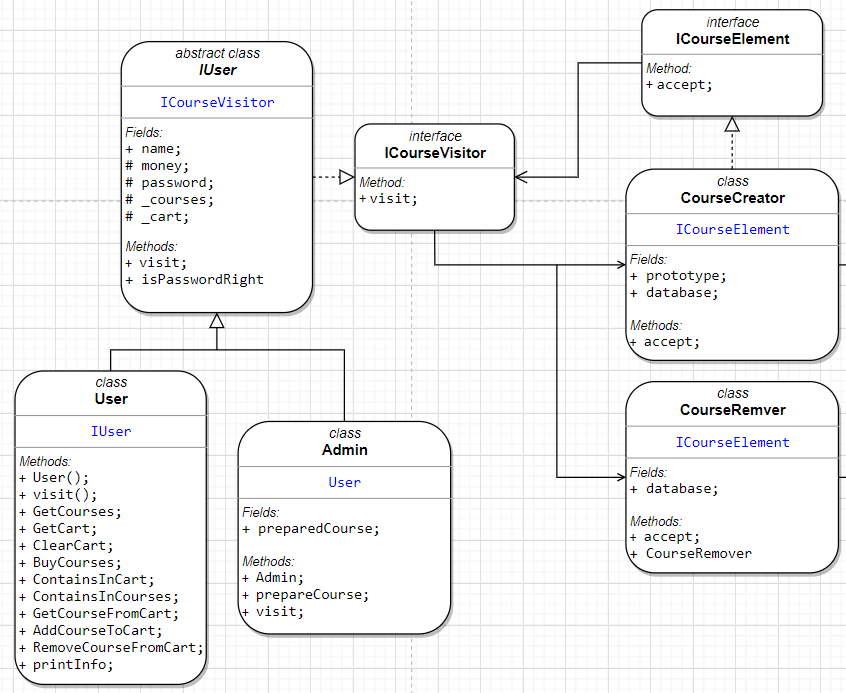 abstract class
IUser
ICourseVisitor
Fields:
+ name;
# money;
# password;
# _courses;
# _cart;
Methods:
+ visit;
+ isPasswordRight
interface
ICourseVisitor
Method:
+ visit;
interface
ICourseElement
Method:
+ accept;
class
CourseCreator
ICourseElement
Fields:
+ prototype;
+ database;
Methods:
+ accept;
class
User
IUser
Methods:
+ User();
+ visit();
+ GetCourses;
+ GetCart;
+ ClearCart;
+ BuyCourses;
+ ContainsInCart;
+ ContainsInCourses;
+ GetCourseFromCart;
+ AddCourseToCart;
+ RemoveCourseFromCart;
+ printInfo;
class
Admin
User
Fields:
+ preparedCourse;
Methods:
+ Admin;
+ prepareCourse;
+ visit;
class
CourseRemver
ICourseElement
Fields:
+ database;
Methods:
+ accept;
+ CourseRemover